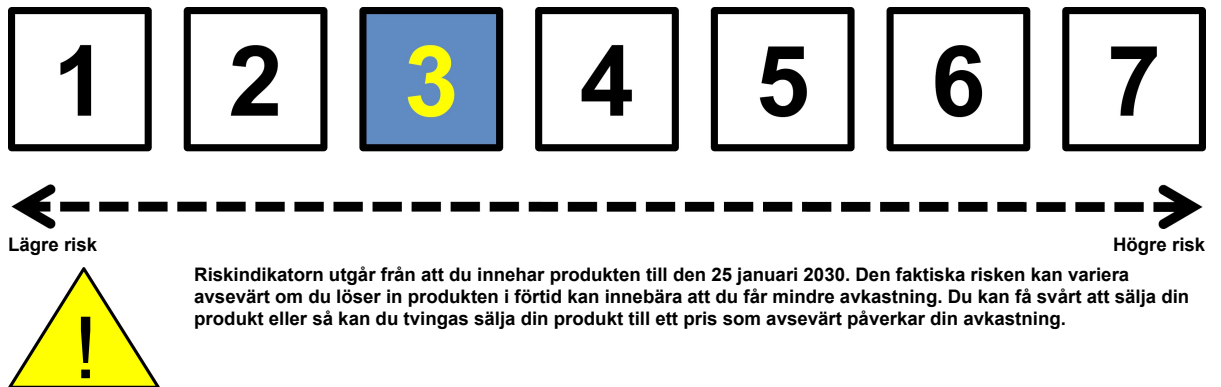 1 2 3 4 5 6 7
Lägre risk Högre risk
Riskindikatorn utgår från att du innehar produkten till den 25 januari 2030. Den faktiska risken kan variera
avsevärt om du löser in produkten i förtid kan innebära att du får mindre avkastning. Du kan få svårt att sälja din
produkt eller så kan du tvingas sälja din produkt till ett pris som avsevärt påverkar din avkastning.
!